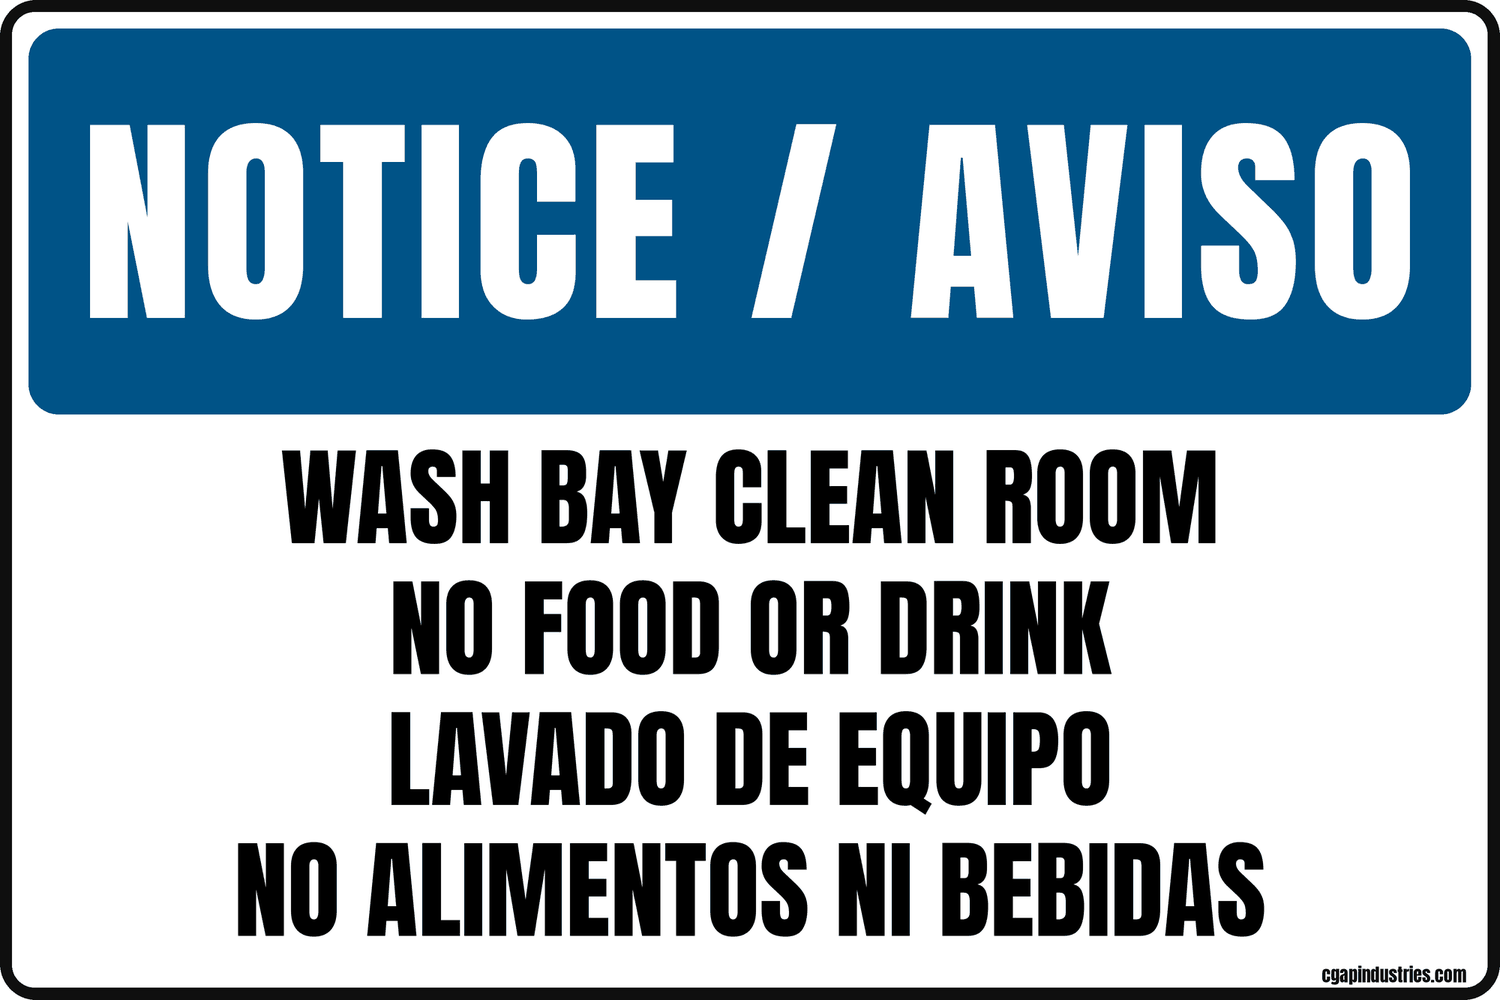 NOTICE / AVISO
WASH BAY CLEAN ROOM
NO FOOD OR DRINK
LAVADO DE EQUIPO
NO ALIMENTOS NI BEBIDAS
cgapindustries.com